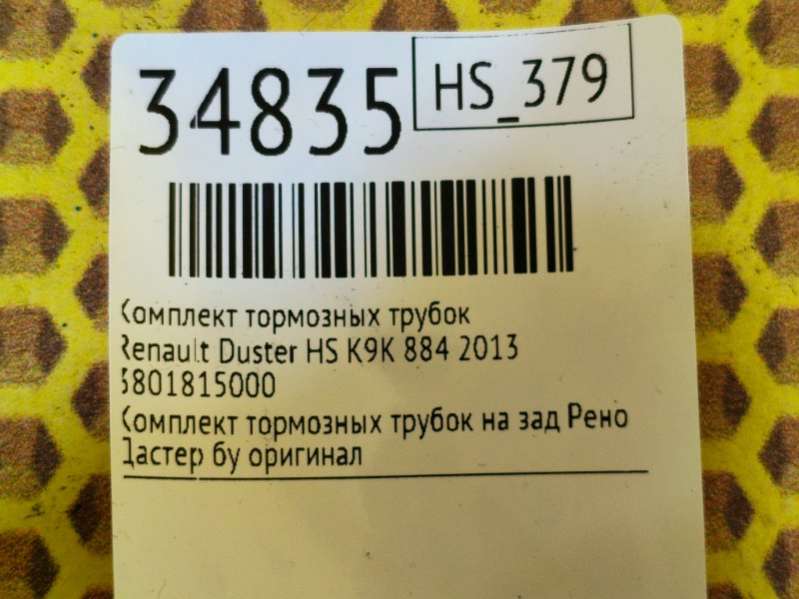 34835
HS_379
Комплект тормозных трубок
Renault Duster HS K9K 884 2013
6801815000
Комплект тормозных трубок на зад Рено
Дастер бу оригинал